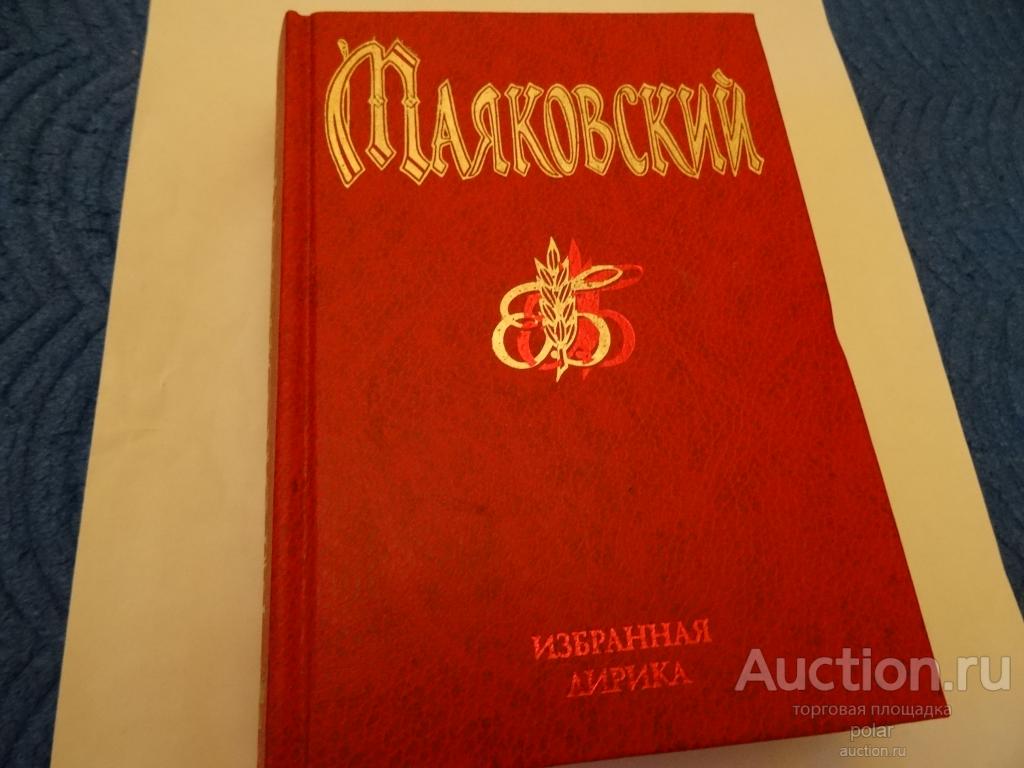 Маяковский
ИЗБРАННАЯ
ЛИРИКА
Auction.ru
торговая площадка
polar
auction.ru